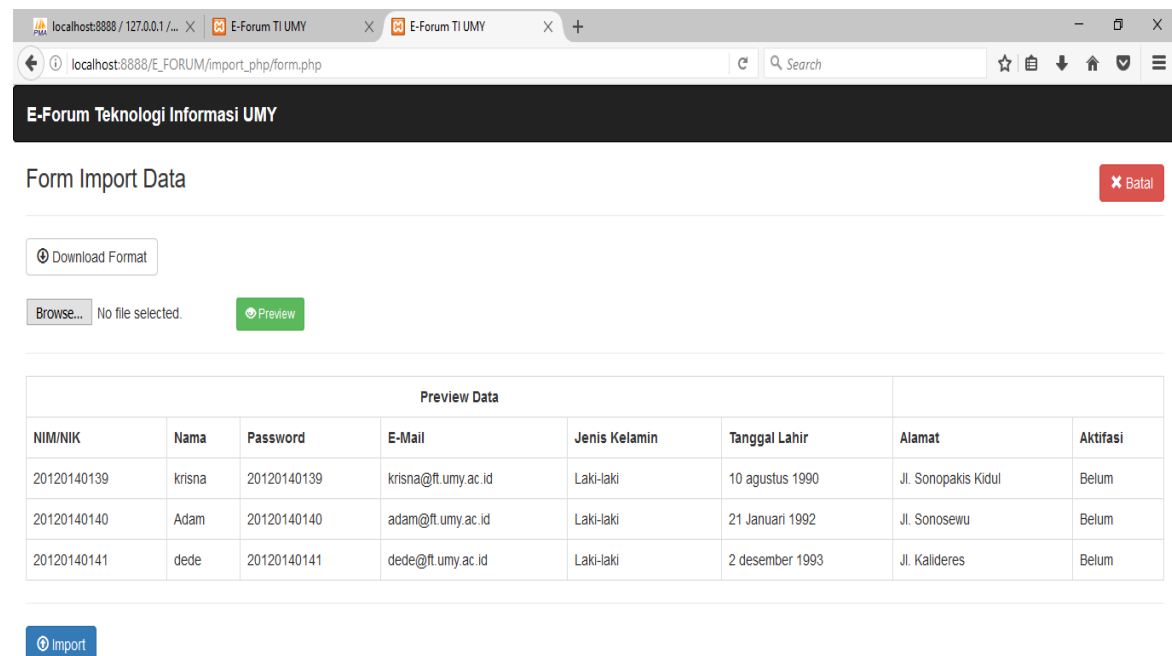 localhost:8888 / 127.0.0.1 /... E-Forum TI UMY E-Forum TI UMY
localhost:8888/E_FORUM/import_php/form.php Search
E-Forum Teknologi Informasi UMY
Form Import Data Batal
Download Format
Browse... No file selected. Preview
Preview Data
NIM/NIK Nama Password E-Mail Jenis Kelamin Tanggal Lahir Alamat Aktifasi
20120140139 krisna 20120140139 krisna@ft.umy.ac.id Laki-laki 10 agustus 1990 Jl. Sonopakis Kidul Belum
20120140140 Adam 20120140140 adam@ft.umy.ac.id Laki-laki 21 Januari 1992 Jl. Sonosewu Belum
20120140141 dede 20120140141 dede@ft.umy.ac.id Laki-laki 2 desember 1993 Jl. Kalideres Belum
Import